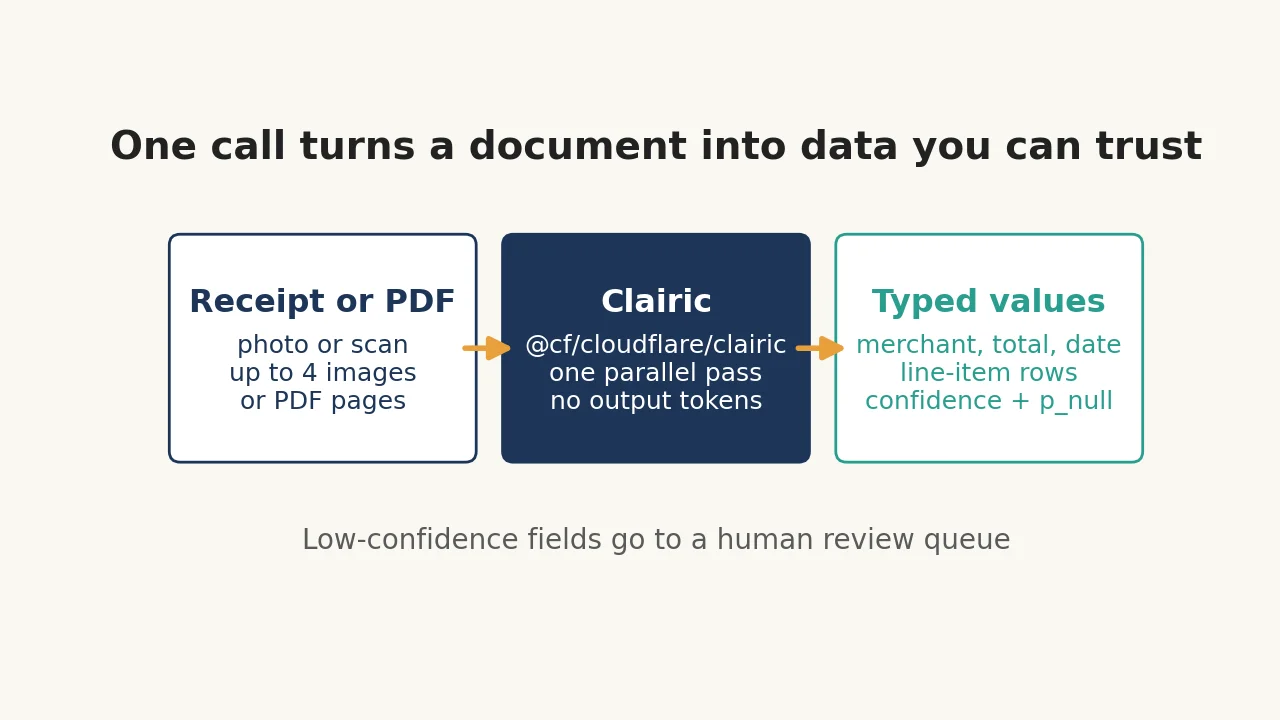 One call turns a document into data you can trust
Receipt or PDF
photo or scan
up to 4 images
or PDF pages
Clairic
@cf/cloudflare/clairic
one parallel pass
no output tokens
Typed values
merchant, total, date
line-item rows
confidence + p_null
Low-confidence fields go to a human review queue